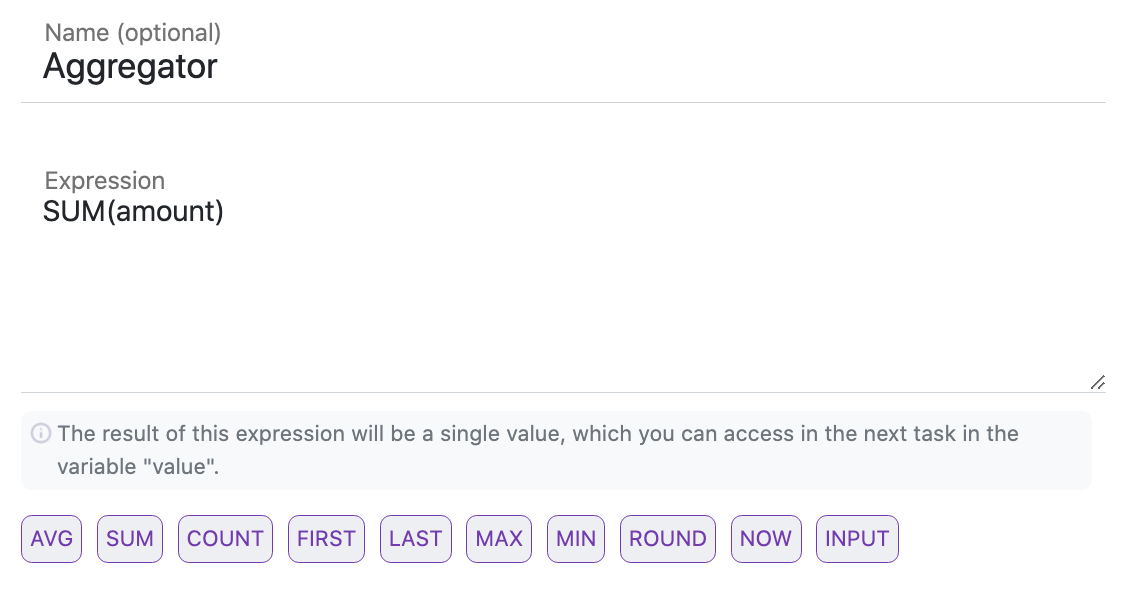 Name (optional)
Aggregator
Expression
SUM(amount)
The result of this expression will be a single value, which you can access in the next task in the
variable "value".
AVG SUM COUNT FIRST LAST MAX MIN ROUND NOW INPUT